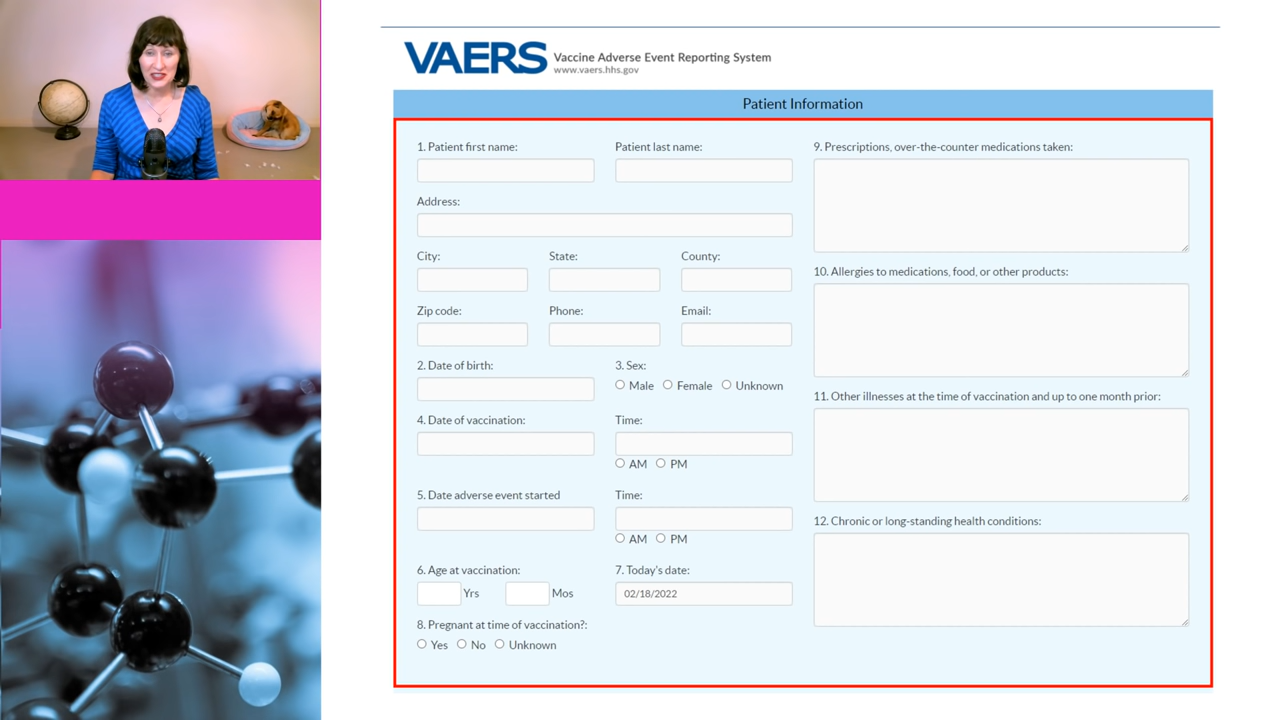 VAERS Vaccine Adverse Event Reporting System
www.vaers.hhs.gov
Patient Information
1. Patient first name:
Patient last name:
Address:
City:
State:
County:
Zip code:
Phone:
Email:
2. Date of birth:
3. Sex:
Male
Female
Unknown
4. Date of vaccination:
Time:
AM
PM
5. Date adverse event started
Time:
AM
PM
6. Age at vaccination:
Yrs
Mos
7. Today's date:
02/18/2022
8. Pregnant at time of vaccination?:
Yes
No
Unknown
9. Prescriptions, over-the-counter medications taken:
10. Allergies to medications, food, or other products:
11. Other illnesses at the time of vaccination and up to one month prior:
12. Chronic or long-standing health conditions: